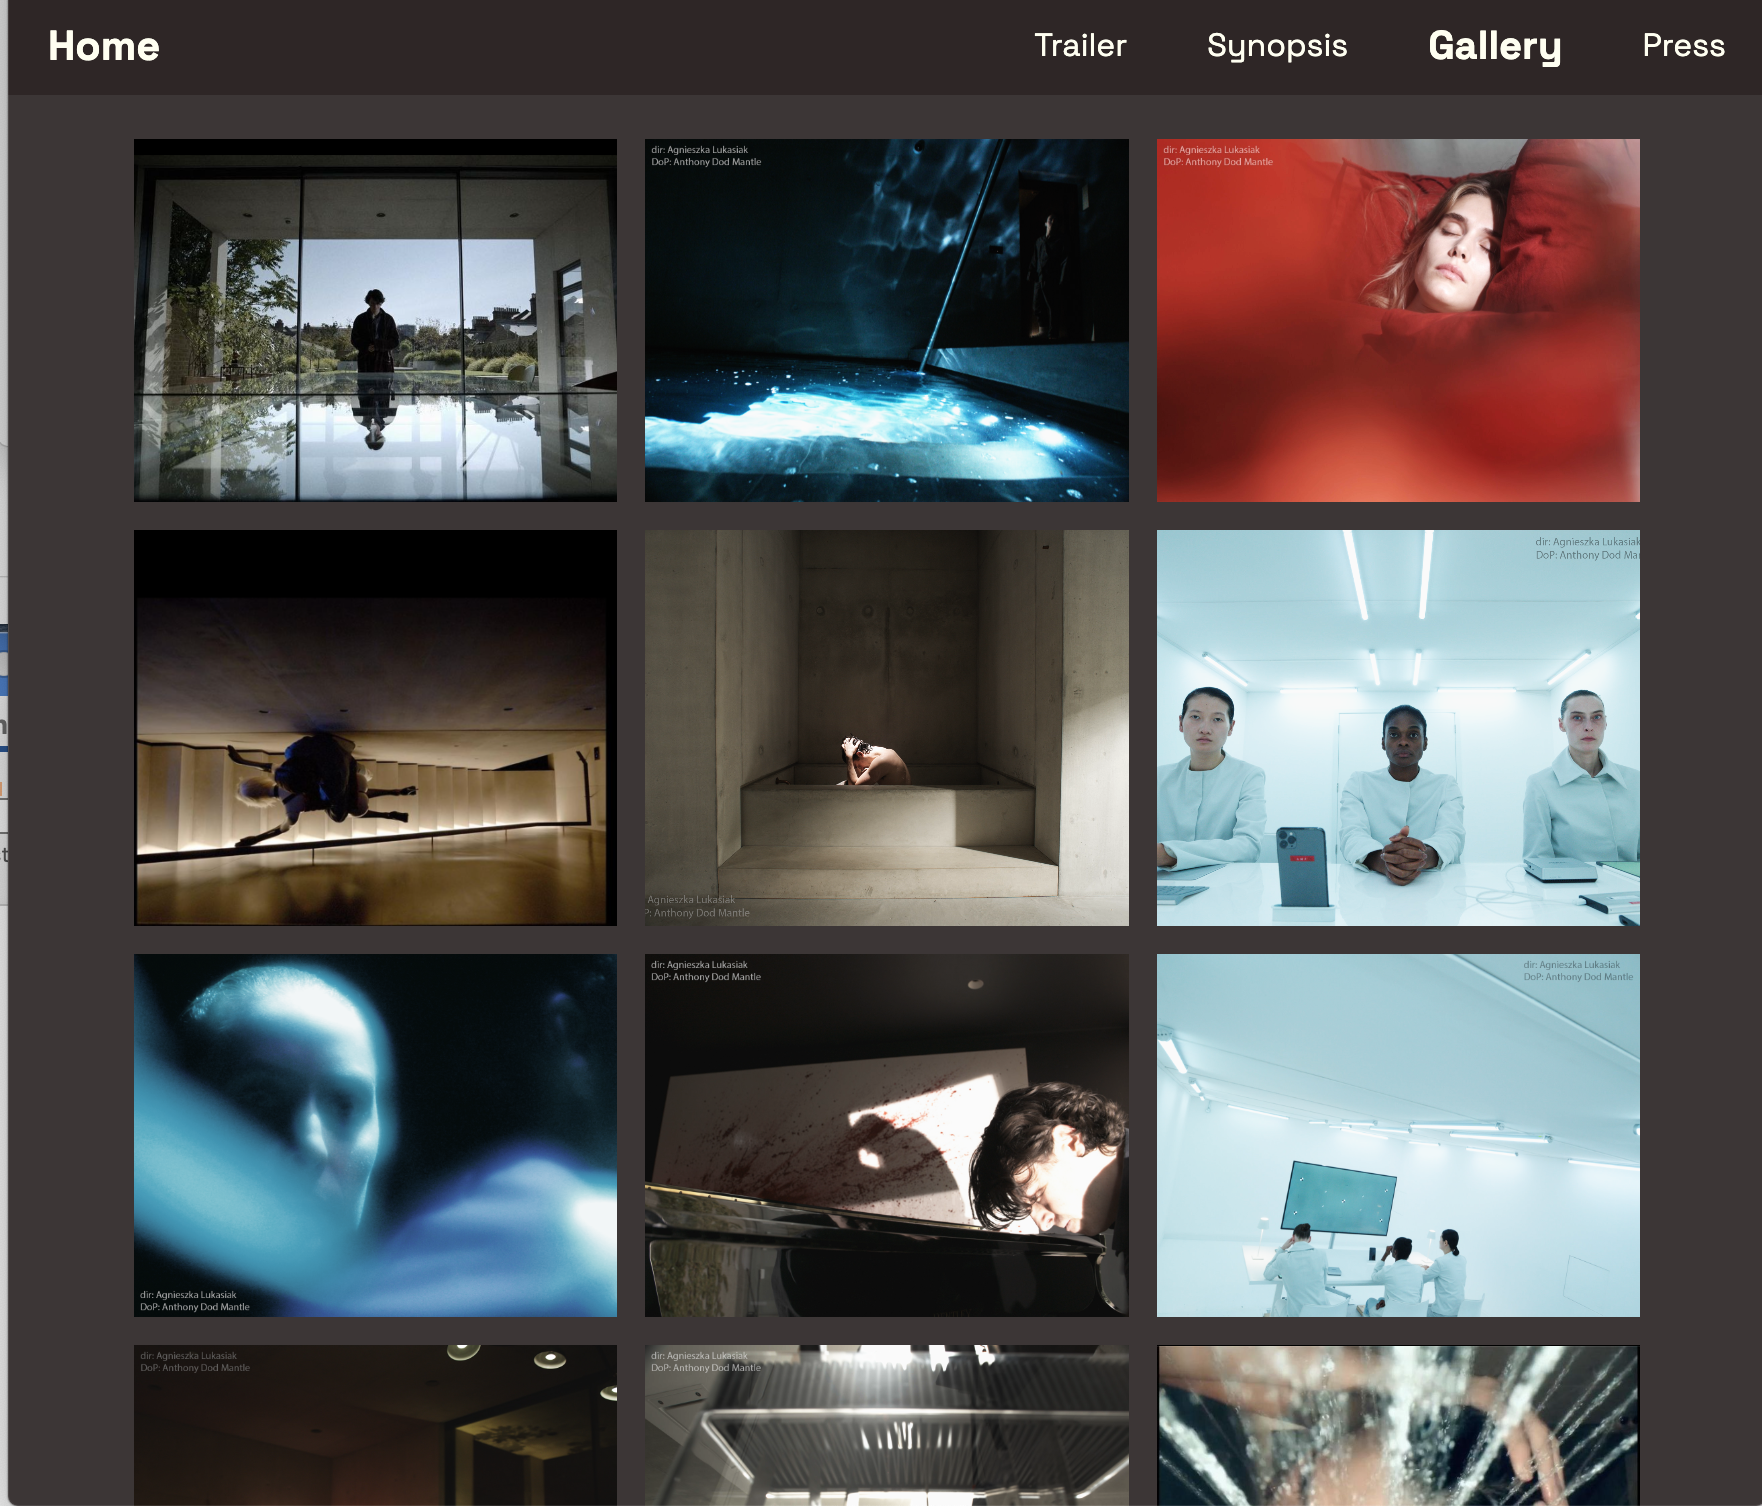 Home
Trailer
Synopsis
Gallery
Press
dir: Agnieszka Lukasiak
DoP: Anthony Dod Mantle
dir: Agnieszka Lukasiak
DoP: Anthony Dod Mantle
Agnieszka Lukasiak
P: Anthony Dod Mantle
dir: Agnieszka Lukasiak
DoP: Anthony Dod Man
dir: Agnieszka Lukasiak
DoP: Anthony Dod Mantle
dir: Agnieszka Lukasiak
DoP: Anthony Dod Mantle
dir: Agnieszka Lukasiak
DoP: Anthony Dod Mantle
dir: Agnieszka Lukasiak
DoP: Anthony Dod Mantle
dir: Agnieszka Lukasiak
DoP: Anthony Dod Mantle